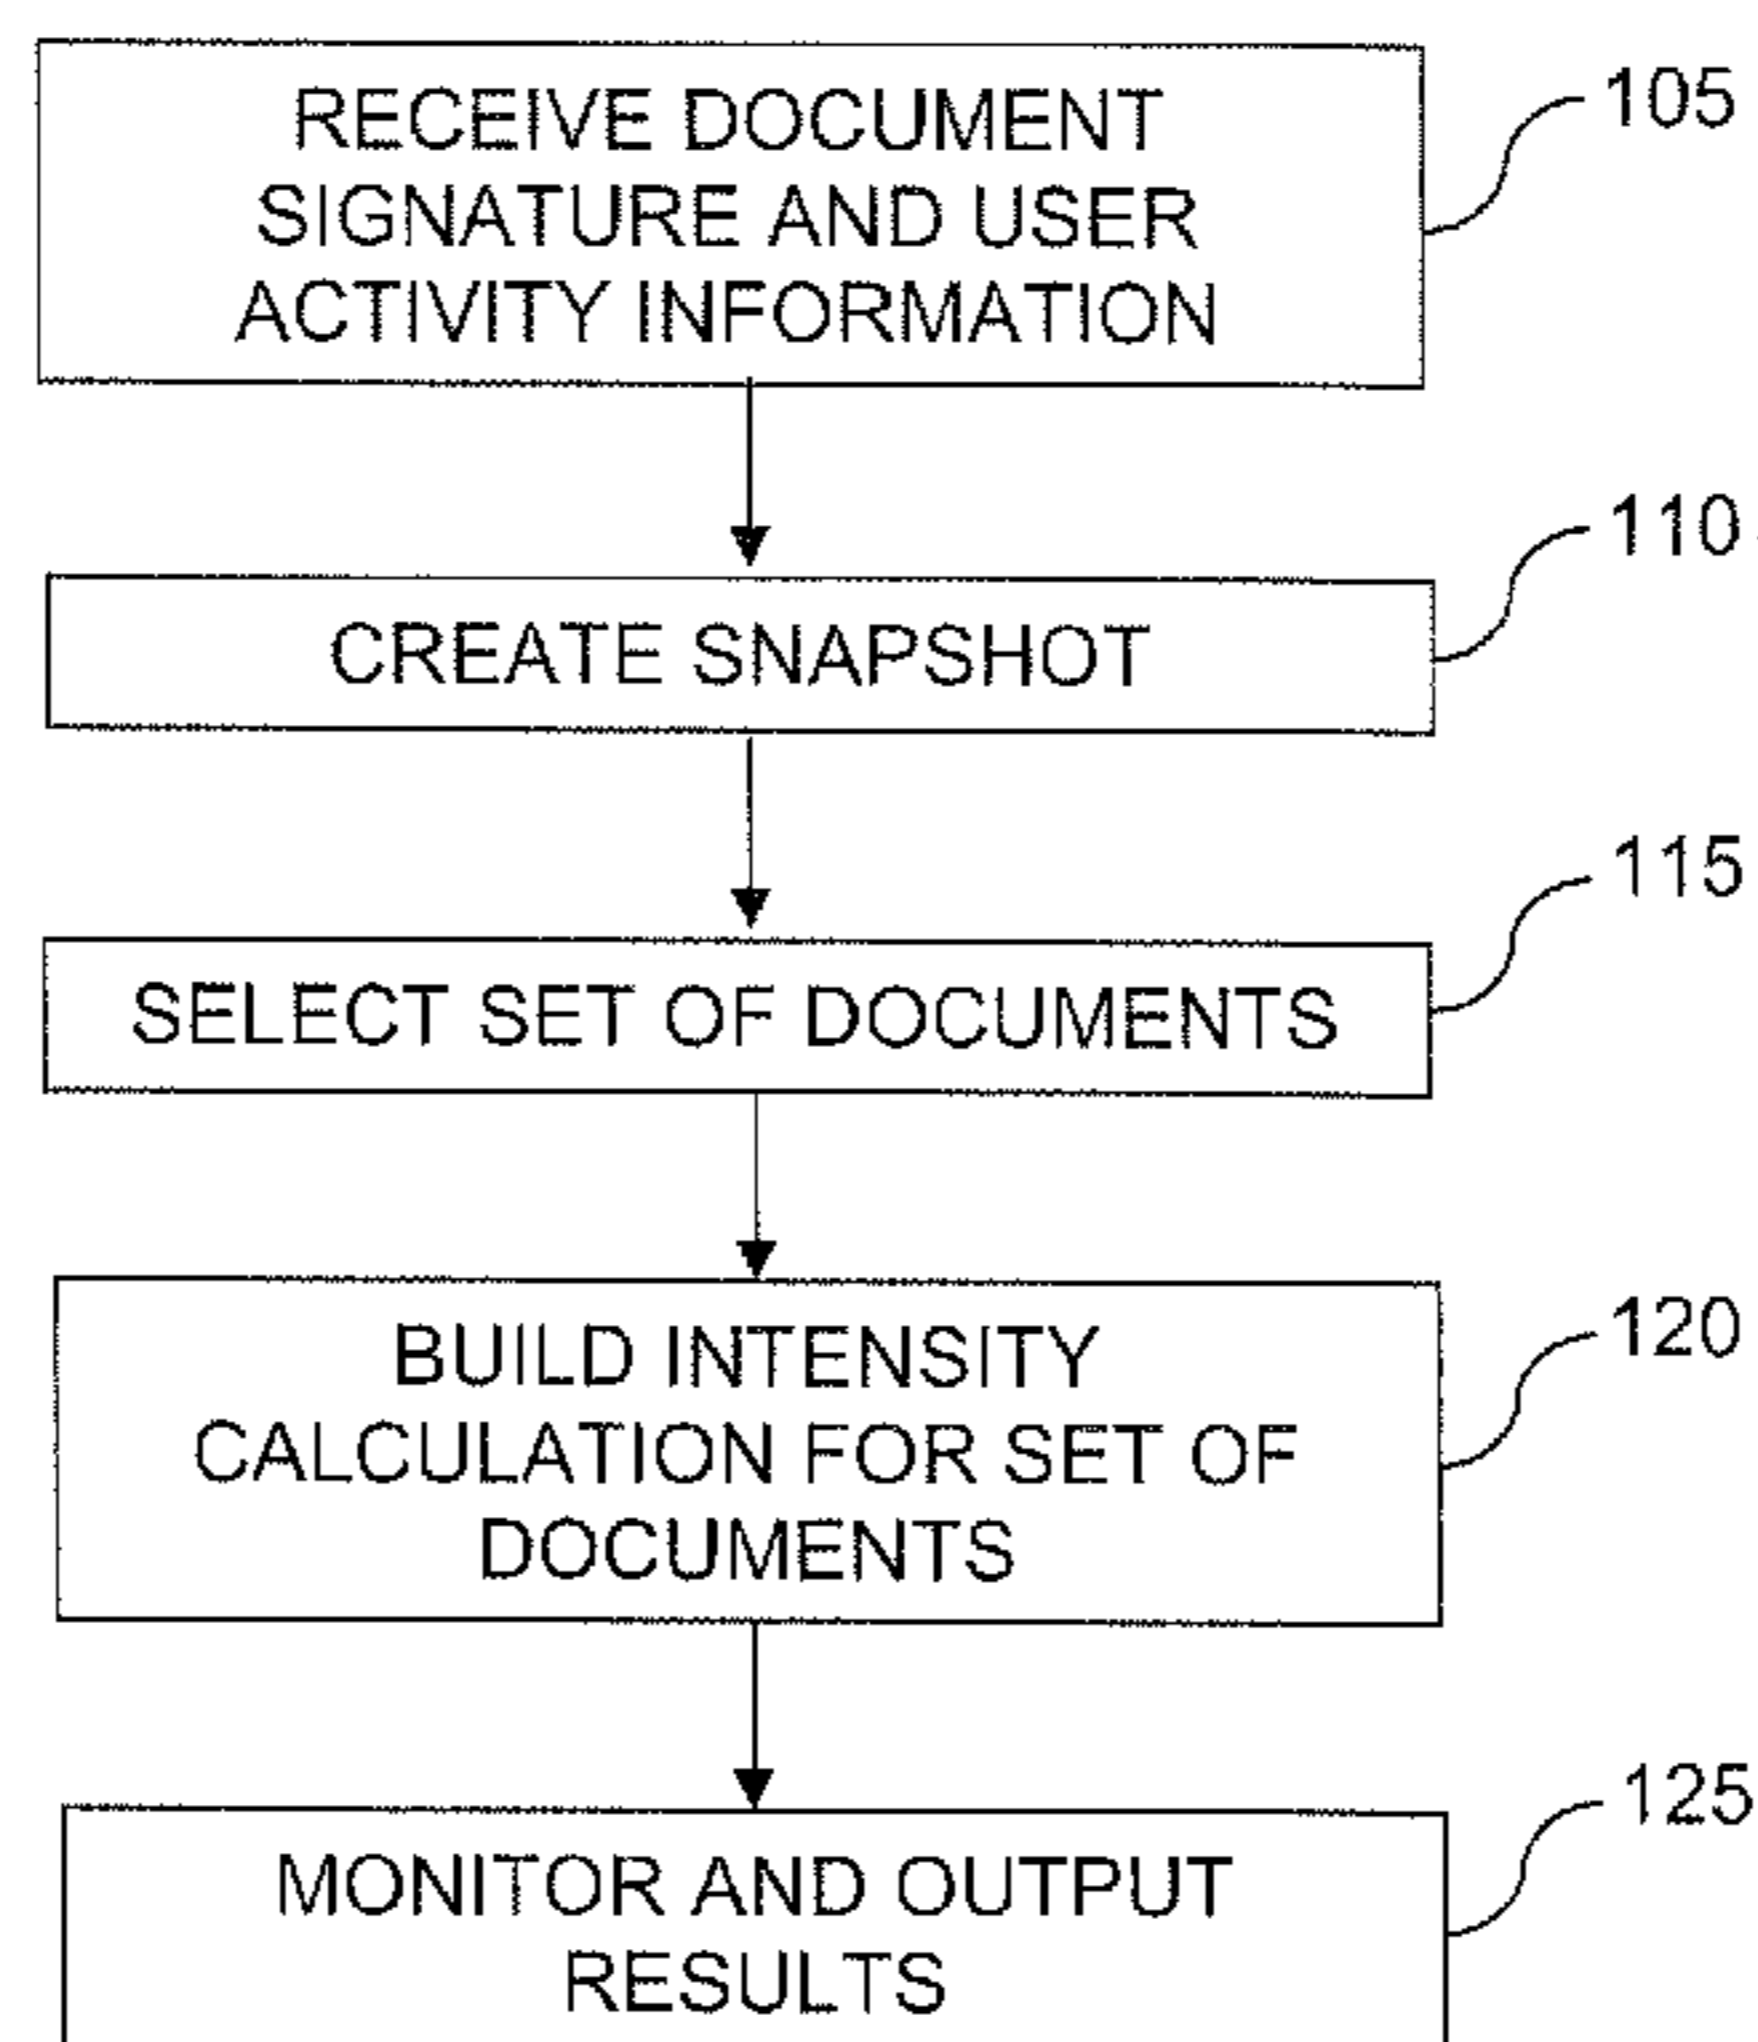 RECEIVE DOCUMENT
SIGNATURE AND USER
ACTIVITY INFORMATION
105
110
CREATE SNAPSHOT
115
SELECT SET OF DOCUMENTS
120
BUILD INTENSITY
CALCULATION FOR SET OF
DOCUMENTS
125
MONITOR AND OUTPUT
RESULTS